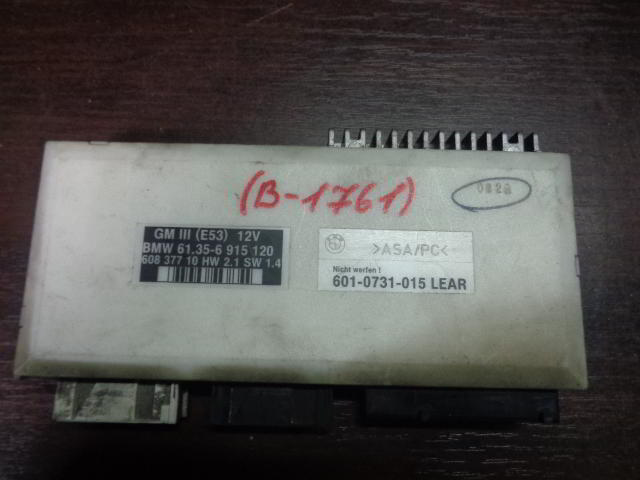 (B-1761)
GM III (E53) 12V
BMW 61.35-6 915 120
608 377 10 HW 2.1 SW 1.4
>ASA/PC<
Nicht werfen !
601-0731-015 LEAR